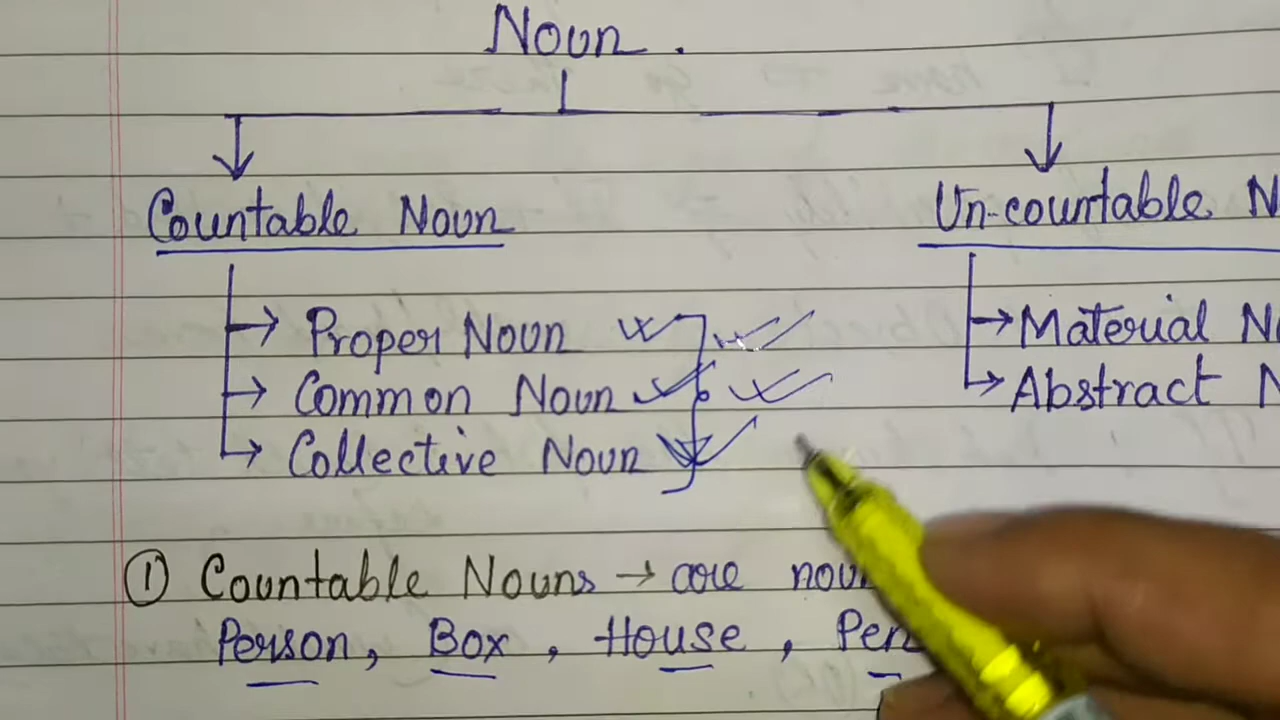 Noun.
Countable Noun Un-countable N
Proper Noun Material N
Common Noun Abstract N
Collective Noun
① Countable Nouns → are nou
Person, Box, House, Pen